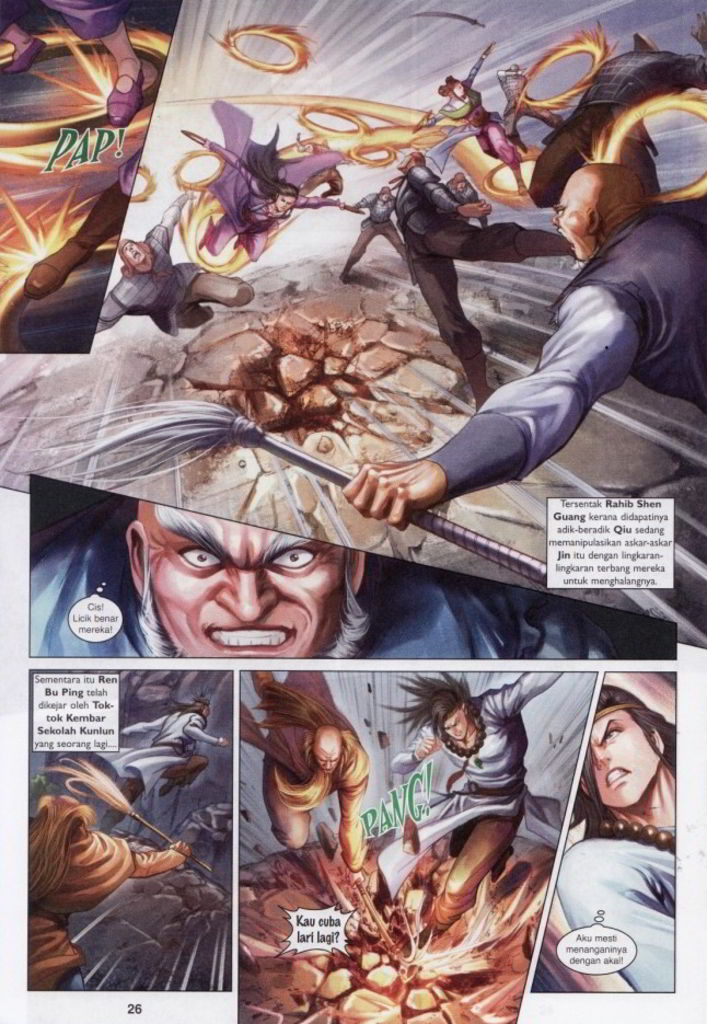 PAP!
Tersentak Rahib Shen
Guang kerana didapatinya
adik-beradik Qiu sedang
memanipulasikan askar-askar
Jin itu dengan lingkaran-
lingkaran terbang mereka
untuk menghalangnya.
Cis!
Licik benar
mereka!
Sementara itu Ren
Bu Ping telah
dikejar oleh Tok-
tok Kembar
Sekolah Kunlun
yang seorang lagi....
PANG!
Kau cuba
lari lagi?
Aku mesti
menanganinya
dengan akal!
26